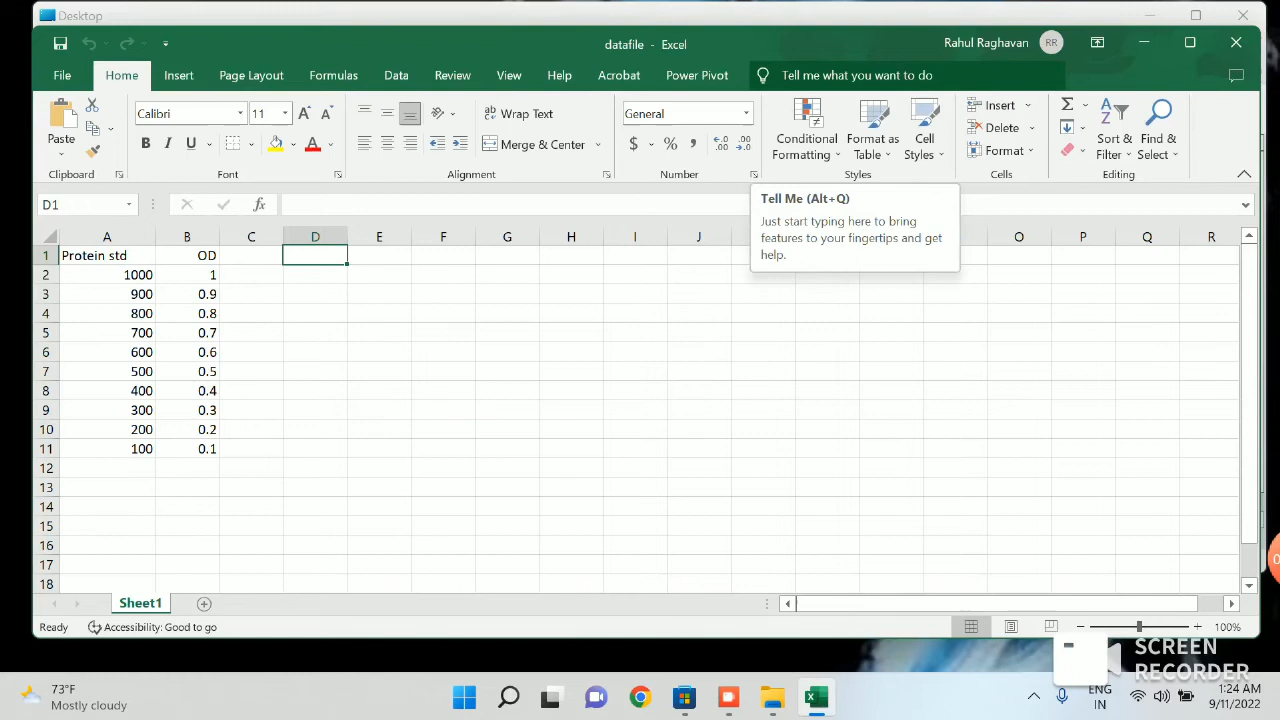 Desktop
datafile - Excel
Rahul Raghavan
RR
File
Home
Insert
Page Layout
Formulas
Data
Review
View
Help
Acrobat
Power Pivot
Tell me what you want to do
Paste
Clipboard
Calibri
11
A
A
B
I
U
A
Font
ab
Wrap Text
Merge & Center
Alignment
General
$
%
Number
Conditional
Formatting
Format as
Table
Cell
Styles
Styles
Insert
Delete
Format
Cells
Sort &
Filter
Find &
Select
Editing
Tell Me (Alt+Q)
Just start typing here to bring
features to your fingertips and get
help.
D1
fx
A B C D E F G H I J O P Q R
1 Protein std OD
2 1000 1
3 900 0.9
4 800 0.8
5 700 0.7
6 600 0.6
7 500 0.5
8 400 0.4
9 300 0.3
10 200 0.2
11 100 0.1
12
13
14
15
16
17
18
Sheet1
Ready
Accessibility: Good to go
100%
SCREEN
RECORDER
73°F
Mostly cloudy
ENG
IN
1:24 AM
9/11/2022